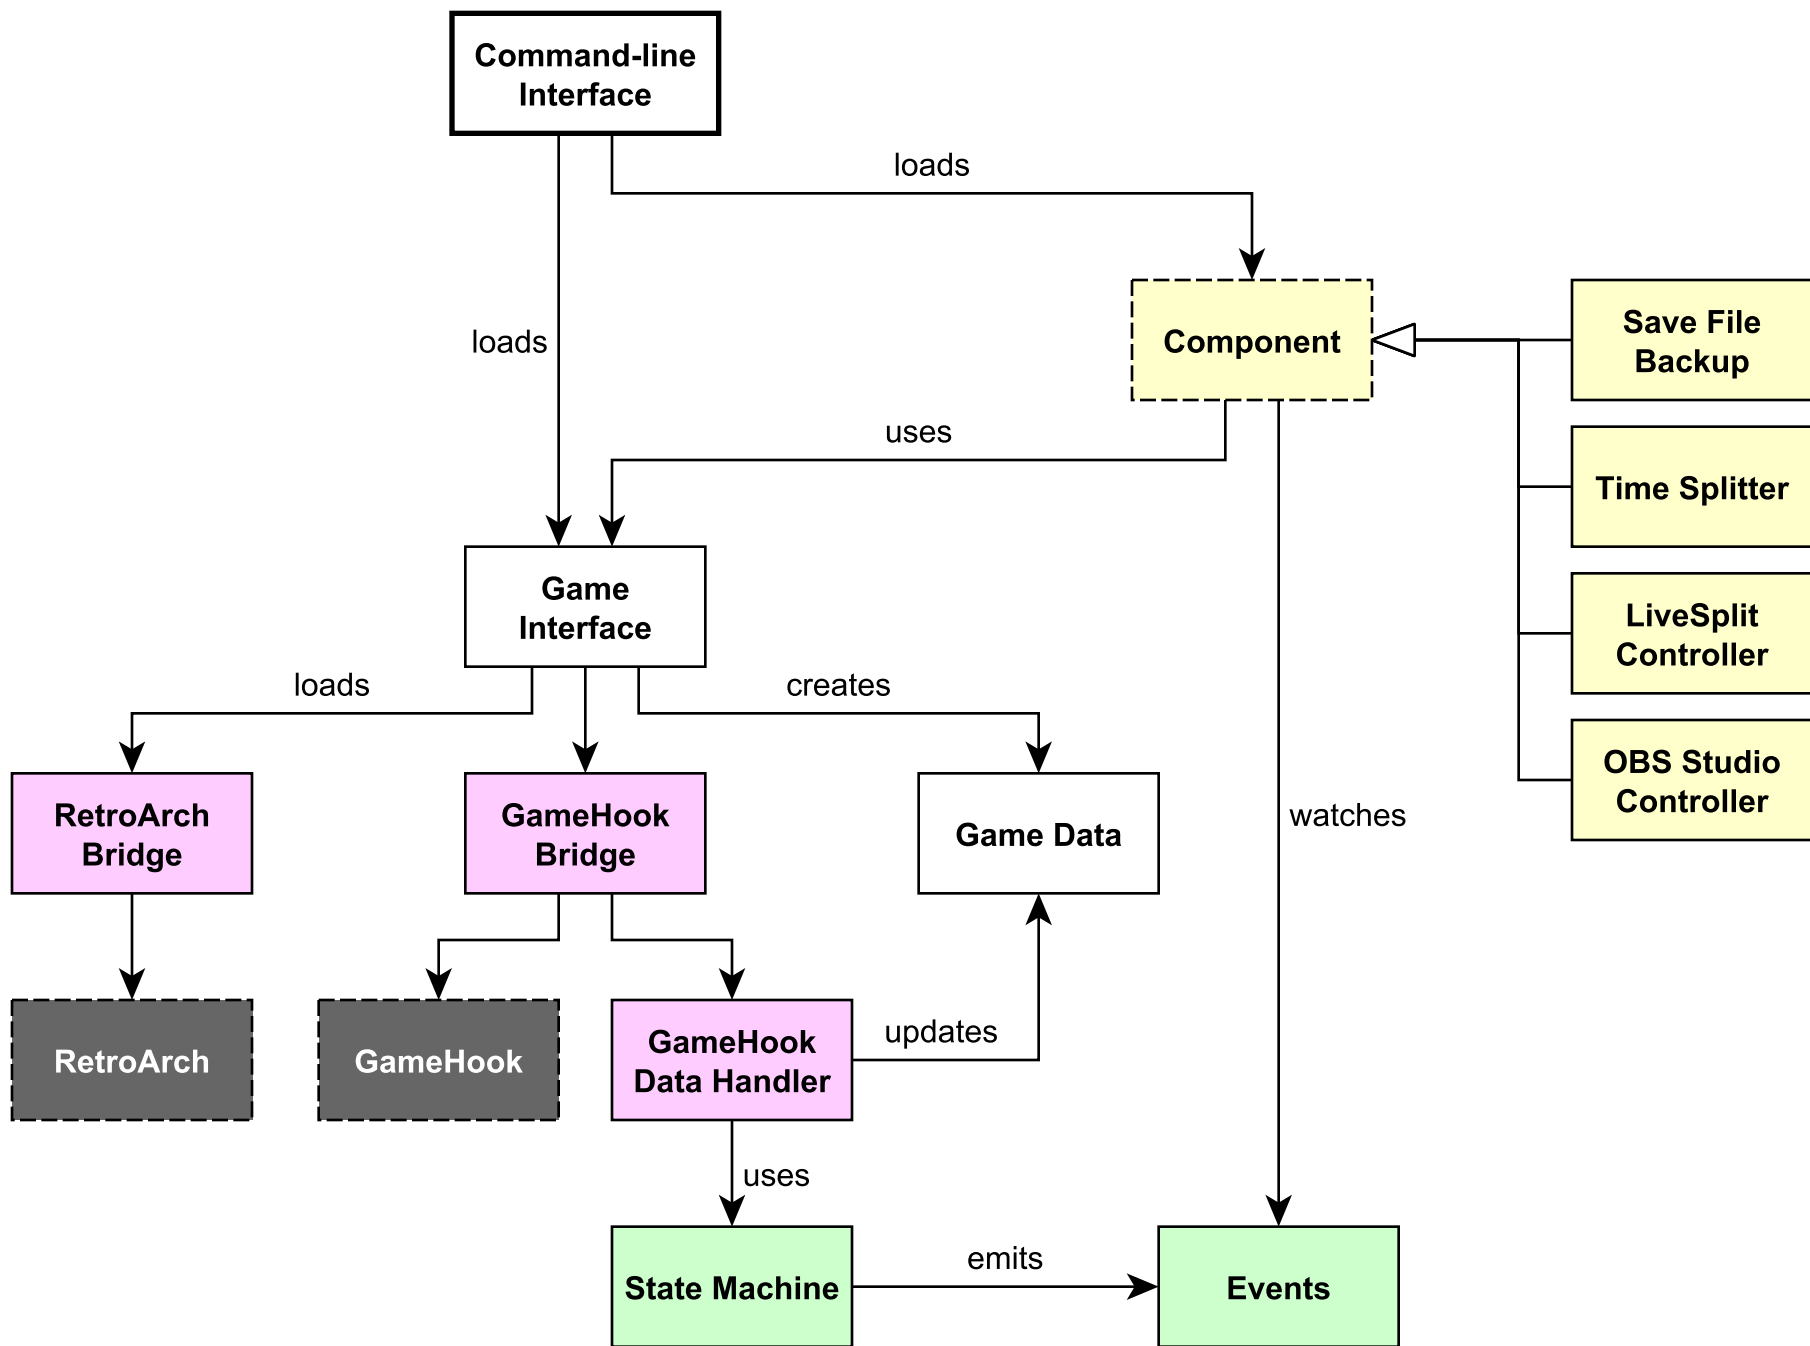 Command-line
Interface
loads
loads
Component
Save File
Backup
uses
Time Splitter
Game
Interface
LiveSplit
Controller
loads
creates
OBS Studio
Controller
RetroArch
Bridge
GameHook
Bridge
Game Data
watches
RetroArch
GameHook
GameHook
Data Handler
updates
uses
State Machine
emits
Events